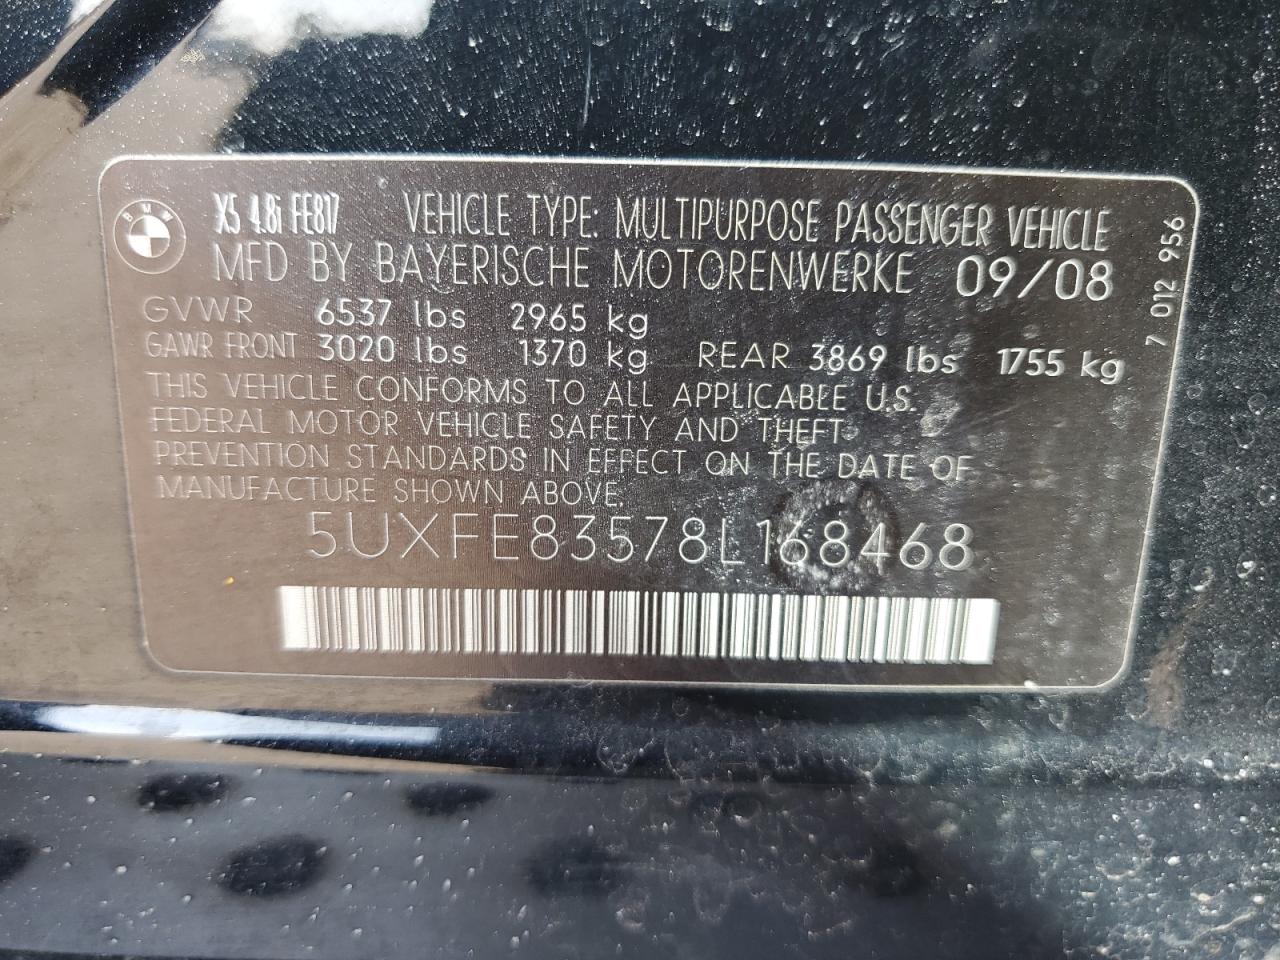 BMW
X5 4.8i FE817 VEHICLE TYPE: MULTIPURPOSE PASSENGER VEHICLE
MFD BY BAYERISCHE MOTORENWERKE 09/08
GVWR 6537 lbs 2965 kg
GAWR FRONT 3020 lbs 1370 kg REAR 3869 lbs 1755 kg
THIS VEHICLE CONFORMS TO ALL APPLICABLE U.S.
FEDERAL MOTOR VEHICLE SAFETY AND THEFT
PREVENTION STANDARDS IN EFFECT ON THE DATE OF
MANUFACTURE SHOWN ABOVE.
5UXFE83578L168468
7 012 956